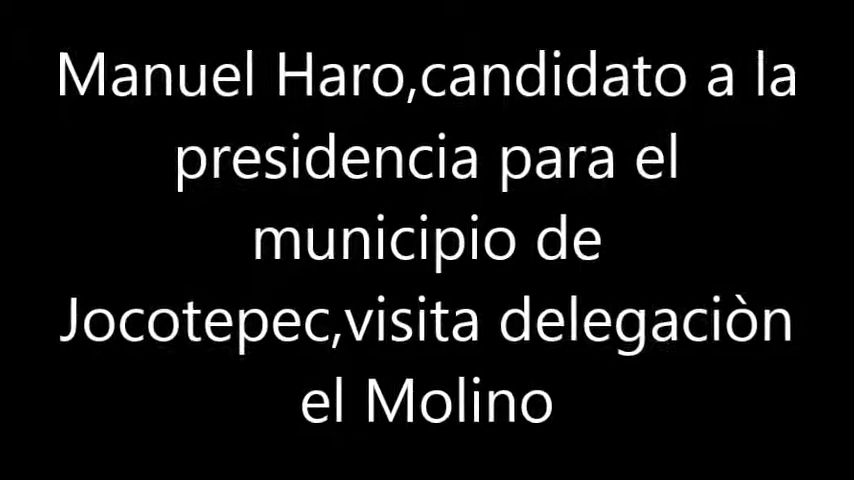 Manuel Haro,candidato a la
presidencia para el
municipio de
Jocotepec,visita delegaciòn
el Molino